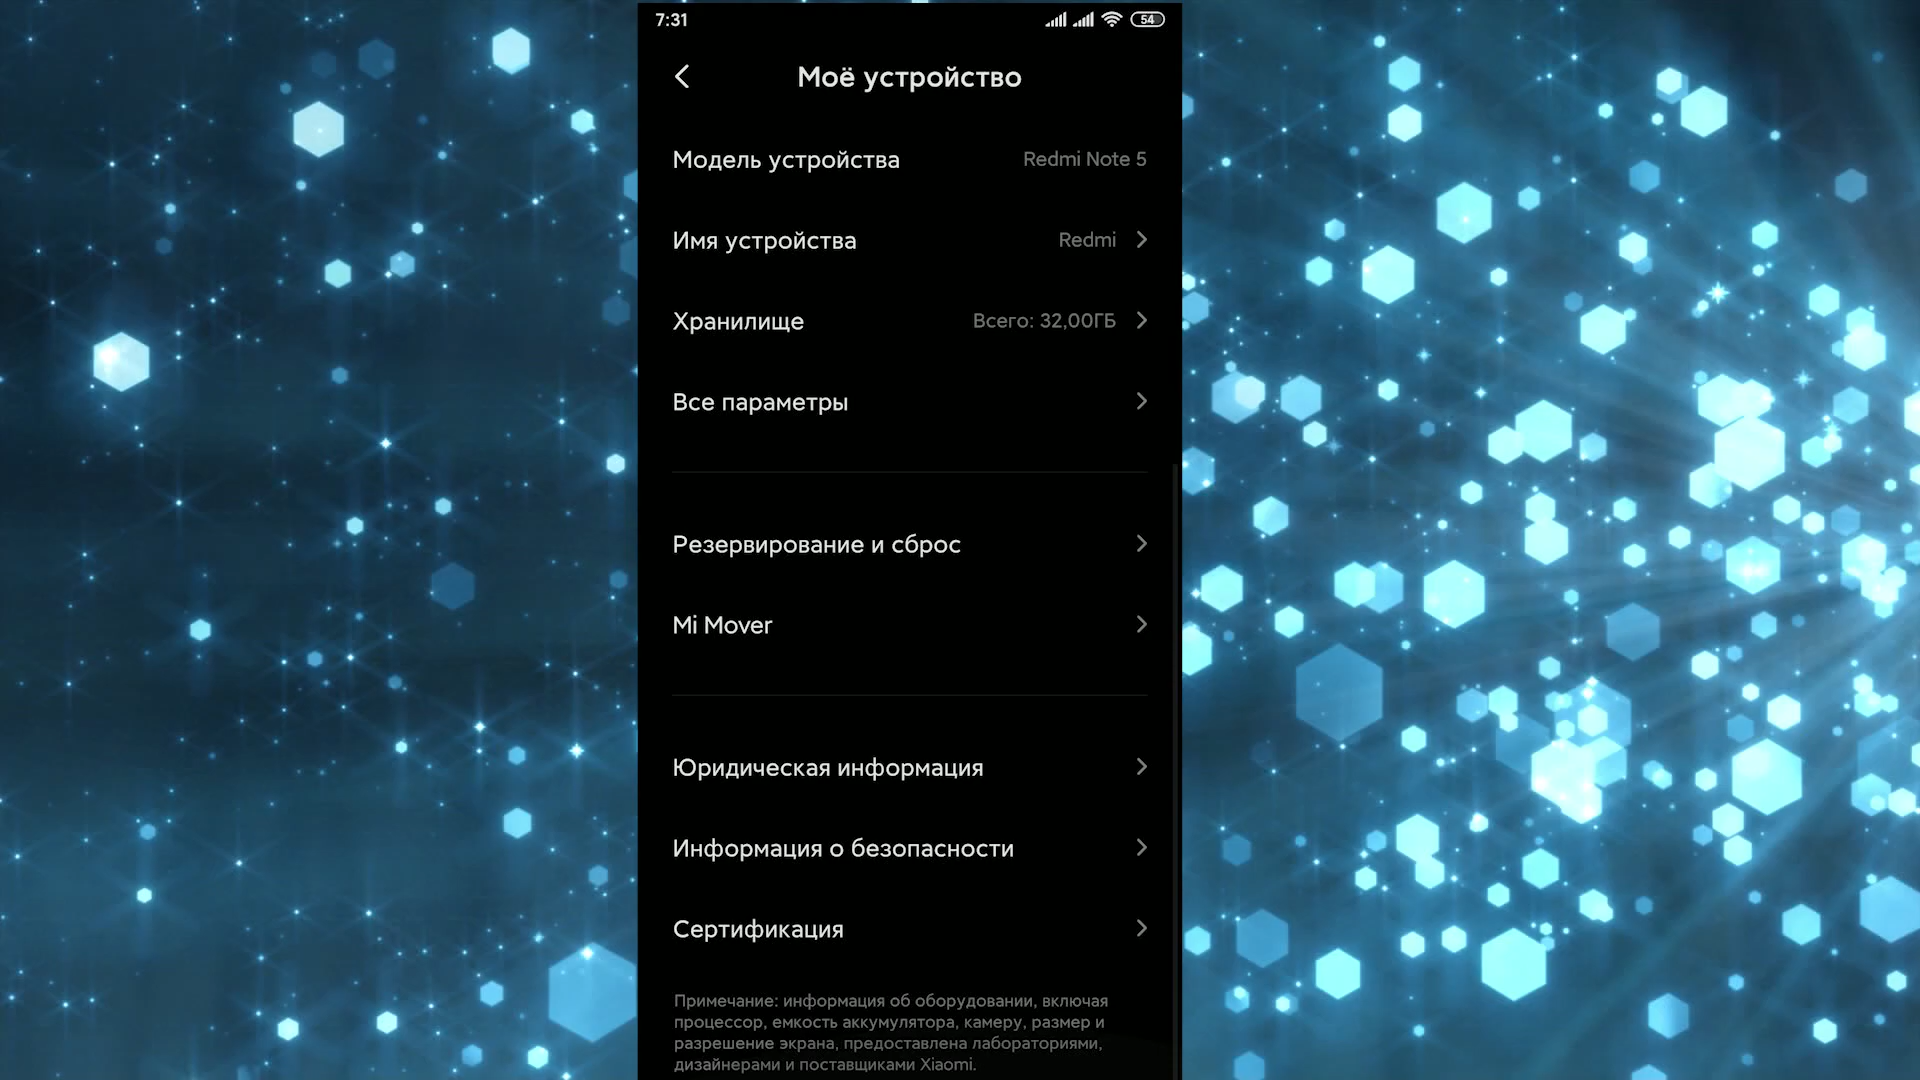 7:31 54
Моё устройство
Модель устройства Redmi Note 5
Имя устройства Redmi
Хранилище Всего: 32,00ГБ
Все параметры
Резервирование и сброс
Mi Mover
Юридическая информация
Информация о безопасности
Сертификация
Примечание: информация об оборудовании, включая
процессор, емкость аккумулятора, камеру, размер и
разрешение экрана, предоставлена лабораториями,
дизайнерами и поставщиками Xiaomi.